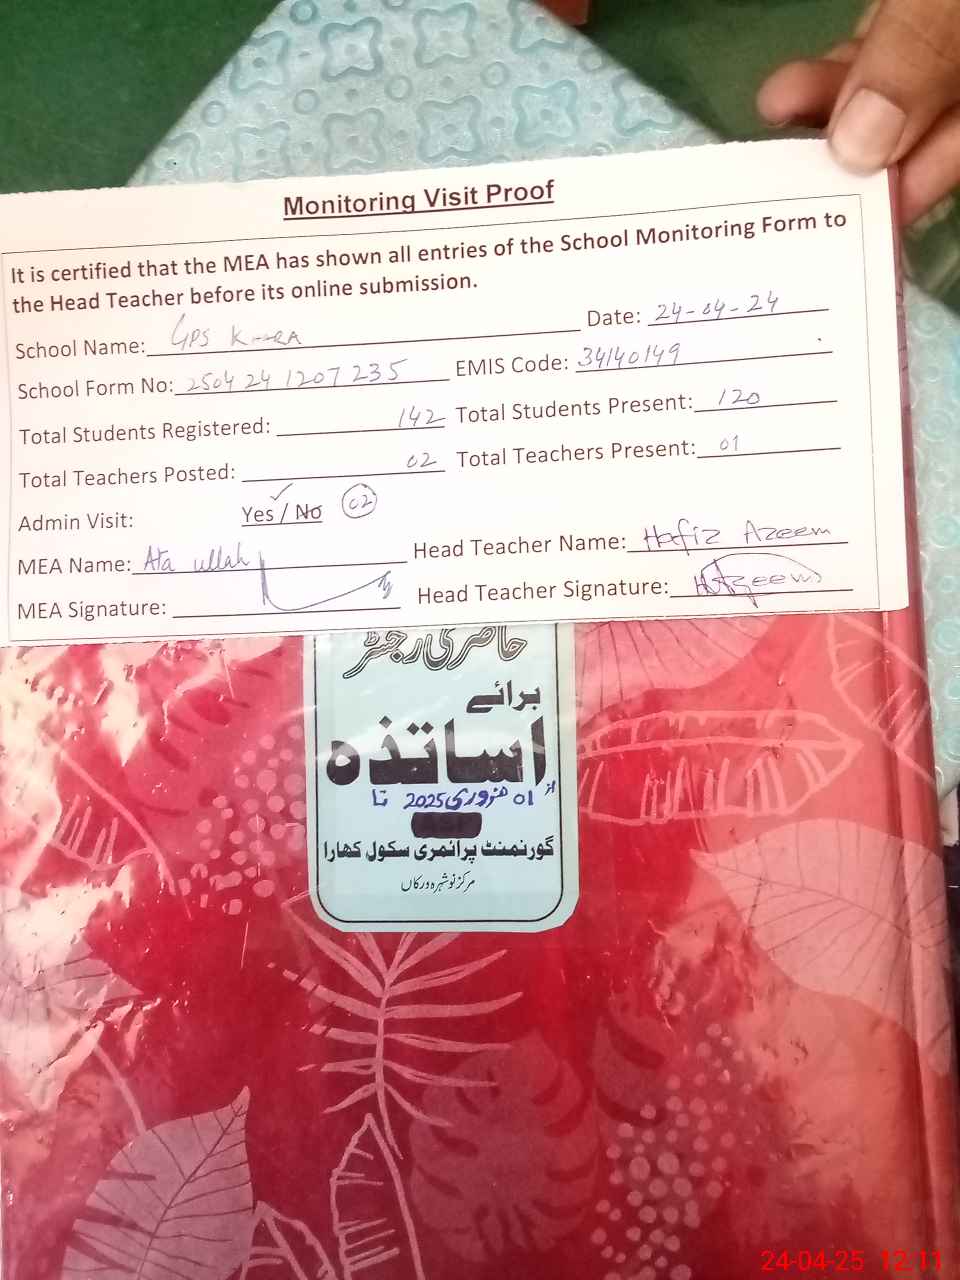 Monitoring Visit Proof
It is certified that the MEA has shown all entries of the School Monitoring Form to
the Head Teacher before its online submission.
School Name: GPS Date: 24-04-24
School Form No: 2504 24 1207 235 EMIS Code: 34140149
Total Students Registered: 142 Total Students Present: 120
Total Teachers Posted: 02 Total Teachers Present: 01
Admin Visit: Yes / No 02
MEA Name: Ata ullah Head Teacher Name: Hafiz Azeem
MEA Signature: Head Teacher Signature:
حاضری رجسٹر
برائے
اساتذہ
از 01 فروری 2025 تا
گورنمنٹ پرائمری سکول کھارا
مرکز نوشہرہ ورکاں
24-04-25 12:11